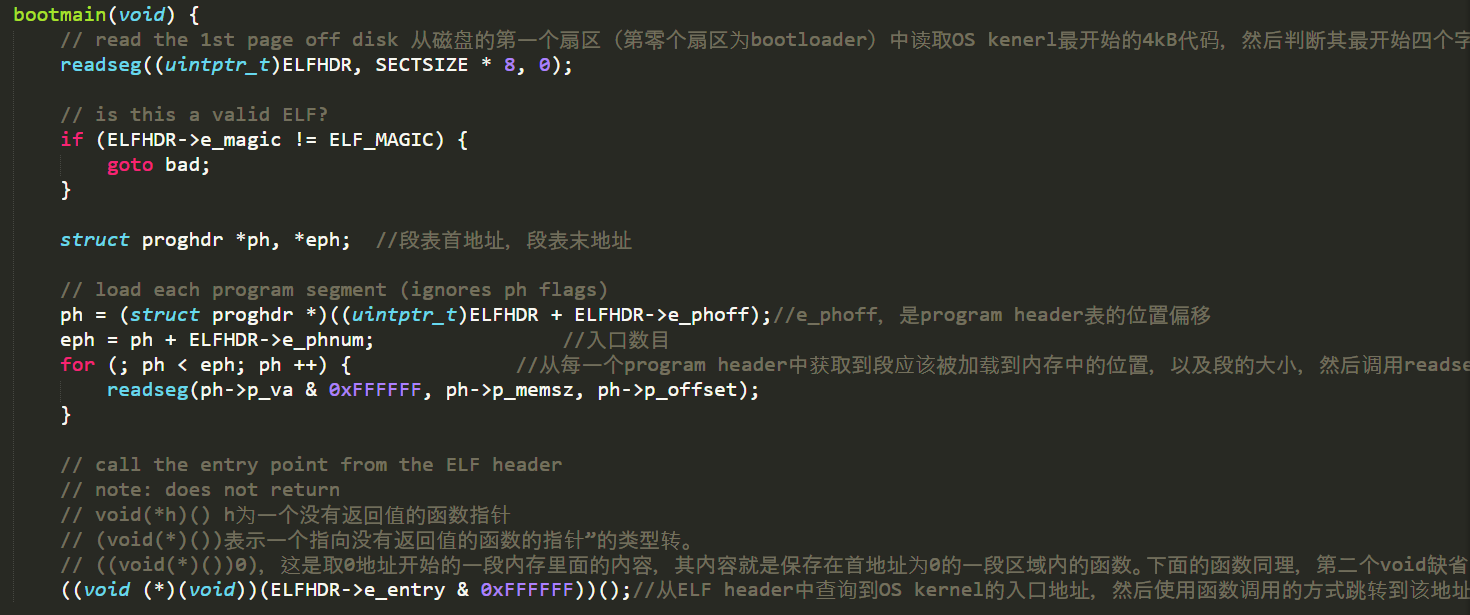 bootmain(void) {
// read the 1st page off disk 从磁盘的第一个扇区（第零个扇区为bootloader）中读取OS kenerl最开始的4kB代码，然后判断其最开始四个字
readseg((uintptr_t)ELFHDR, SECTSIZE * 8, 0);
// is this a valid ELF?
if (ELFHDR->e_magic != ELF_MAGIC) {
goto bad;
}
struct proghdr *ph, *eph;  //段表首地址，段表末地址
// load each program segment (ignores ph flags)
ph = (struct proghdr *)((uintptr_t)ELFHDR + ELFHDR->e_phoff);//e_phoff，是program header表的位置偏移
eph = ph + ELFHDR->e_phnum;                //入口数目
for (; ph < eph; ph ++) {              //从每一个program header中获取到段应该被加载到内存中的位置，以及段的大小，然后调用readse
readseg(ph->p_va & 0xFFFFFF, ph->p_memsz, ph->p_offset);
}
// call the entry point from the ELF header
// note: does not return
// void(*h)() h为一个没有返回值的函数指针
// (void(*)())表示一个指向没有返回值的函数的指针”的类型转。
// ((void(*)())0)，这是取0地址开始的一段内存里面的内容，其内容就是保存在首地址为0的一段区域内的函数。下面的函数同理，第二个void缺省
((void (*)(void))(ELFHDR->e_entry & 0xFFFFFF))();//从ELF header中查询到OS kernel的入口地址，然后使用函数调用的方式跳转到该地址